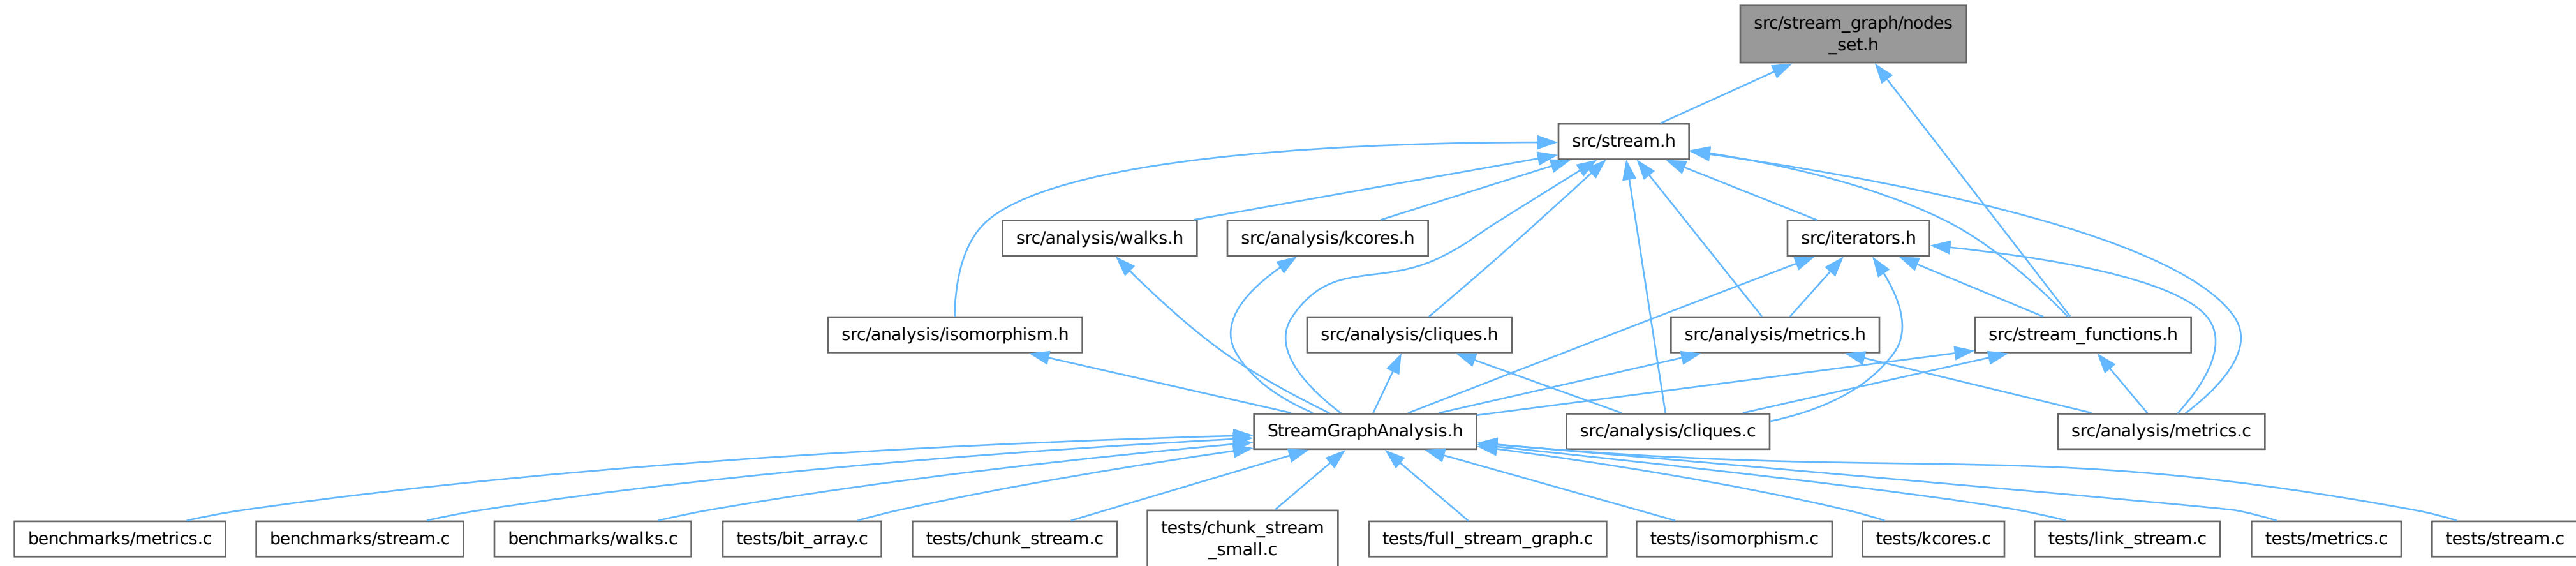 src/stream_graph/nodes
_set.h
src/stream.h
src/analysis/walks.h
src/analysis/kcores.h
src/iterators.h
src/analysis/isomorphism.h
src/analysis/cliques.h
src/analysis/metrics.h
src/stream_functions.h
StreamGraphAnalysis.h
src/analysis/cliques.c
src/analysis/metrics.c
benchmarks/metrics.c
benchmarks/stream.c
benchmarks/walks.c
tests/bit_array.c
tests/chunk_stream.c
tests/chunk_stream
_small.c
tests/full_stream_graph.c
tests/isomorphism.c
tests/kcores.c
tests/link_stream.c
tests/metrics.c
tests/stream.c